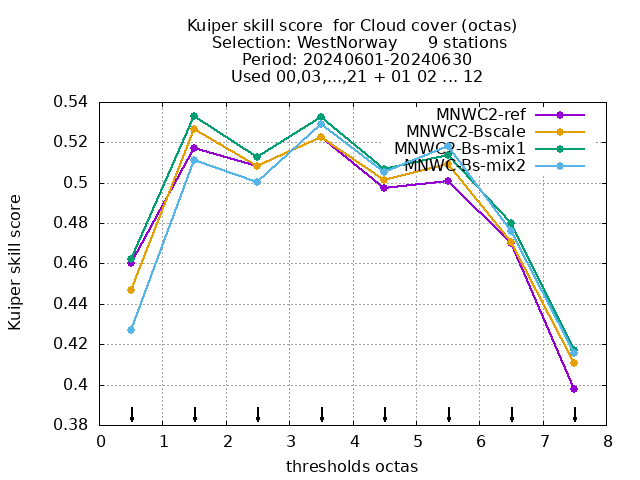 Kuiper skill score  for Cloud cover (octas)
Selection: WestNorway      9 stations
Period: 20240601-20240630
Used 00,03,...,21 + 01 02 ... 12
MNWC2-ref
MNWC2-Bscale
MNWC2-Bs-mix1
MNWC2-Bs-mix2
0.54
0.52
0.5
0.48
0.46
0.44
0.42
0.4
0.38
0 1 2 3 4 5 6 7 8
Kuiper skill score
thresholds octas